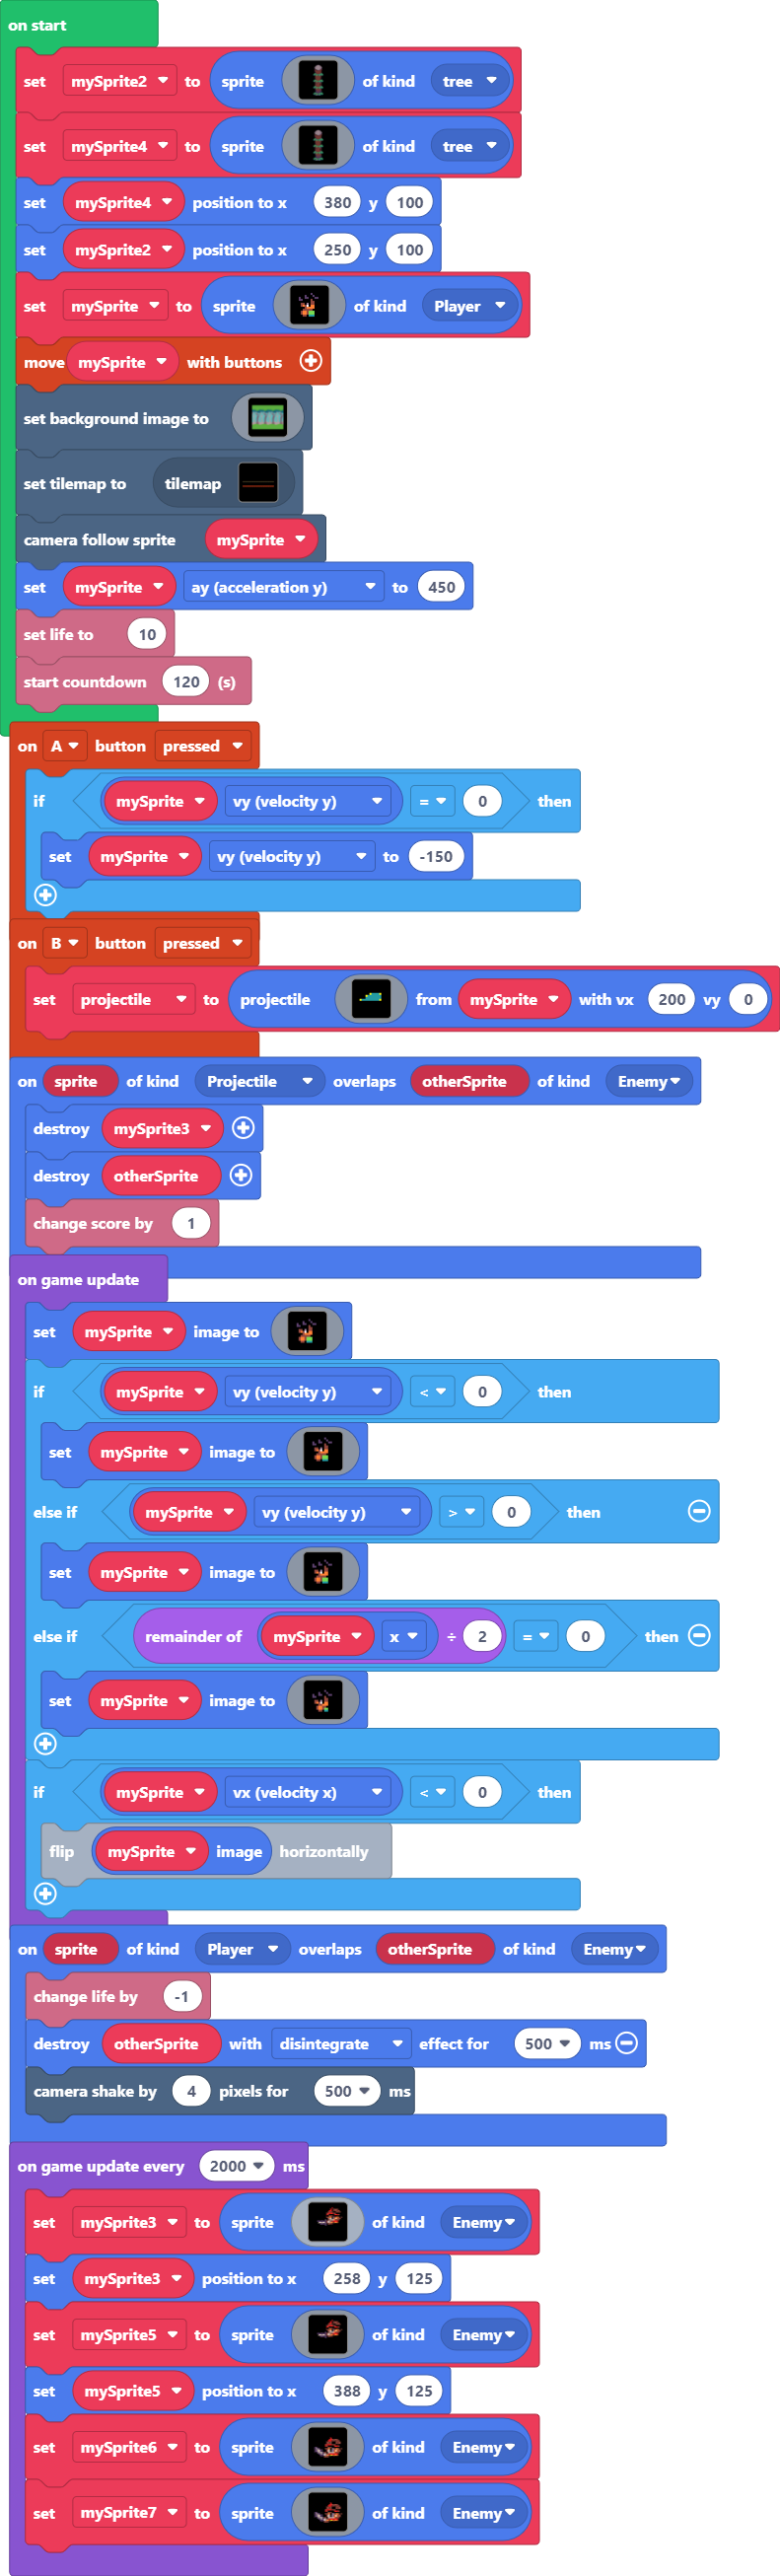 on start
set mySprite2 to sprite of kind tree
set mySprite4 to sprite of kind tree
set mySprite4 position to x 380 y 100
set mySprite2 position to x 250 y 100
set mySprite to sprite of kind Player
move mySprite with buttons
set background image to
set tilemap to tilemap
camera follow sprite mySprite
set mySprite ay (acceleration y) to 450
set life to 10
start countdown 120 (s)
on A button pressed
if mySprite vy (velocity y) = 0 then
set mySprite vy (velocity y) to -150
on B button pressed
set projectile to projectile from mySprite with vx 200 vy 0
on sprite of kind Projectile overlaps otherSprite of kind Enemy
destroy mySprite3
destroy otherSprite
change score by 1
on game update
set mySprite image to
if mySprite vy (velocity y) < 0 then
set mySprite image to
else if mySprite vy (velocity y) > 0 then
set mySprite image to
else if remainder of mySprite x ÷ 2 = 0 then
set mySprite image to
if mySprite vx (velocity x) < 0 then
flip mySprite image horizontally
on sprite of kind Player overlaps otherSprite of kind Enemy
change life by -1
destroy otherSprite with disintegrate effect for 500 ms
camera shake by 4 pixels for 500 ms
on game update every 2000 ms
set mySprite3 to sprite of kind Enemy
set mySprite3 position to x 258 y 125
set mySprite5 to sprite of kind Enemy
set mySprite5 position to x 388 y 125
set mySprite6 to sprite of kind Enemy
set mySprite7 to sprite of kind Enemy